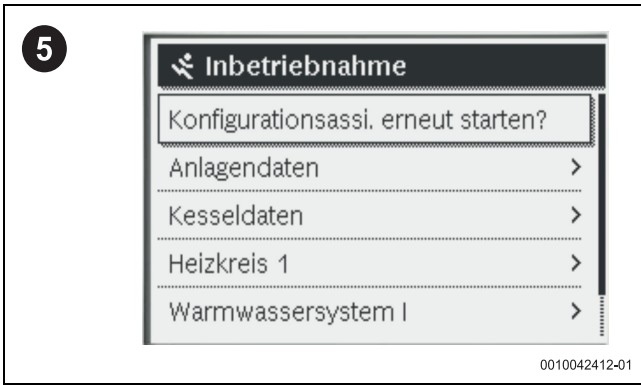 5
Inbetriebnahme
Konfigurationsassi. erneut starten?
Anlagendaten >
Kesseldaten >
Heizkreis 1 >
Warmwassersystem I >
0010042412-01